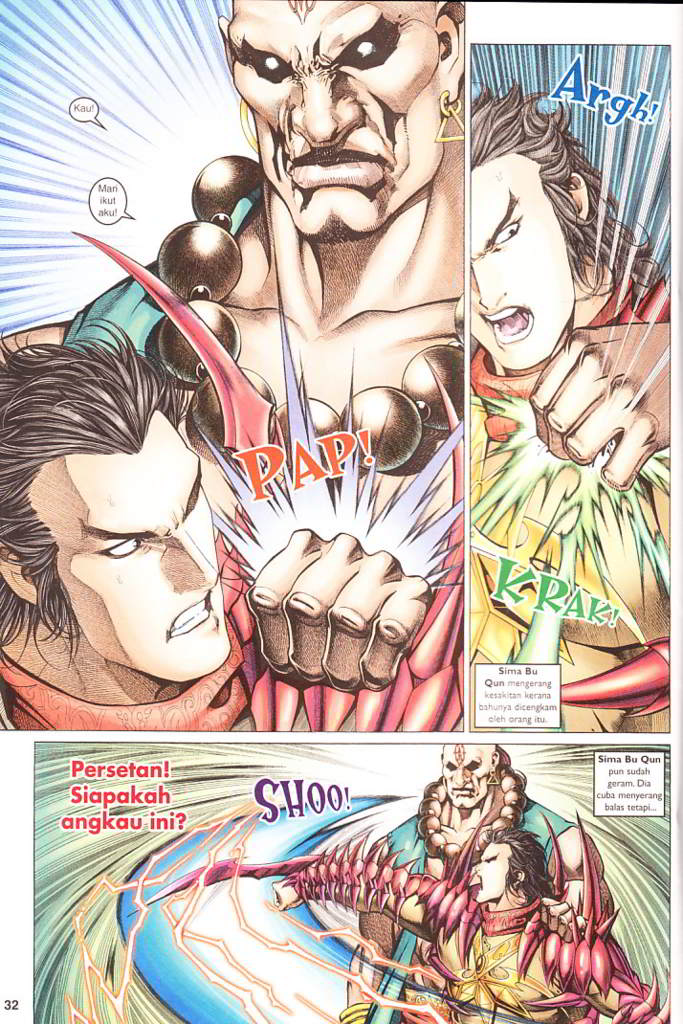 Kau!
Mari
ikut
aku!
PAP!
Argh!
KRAK!
Sima Bu
Qun mengerang
kesakitan kerana
bahunya dicengkam
oleh orang itu.
Persetan!
Siapakah
angkau ini?
SHOO!
Sima Bu Qun
pun sudah
geram. Dia
cuba menyerang
balas tetapi...
32